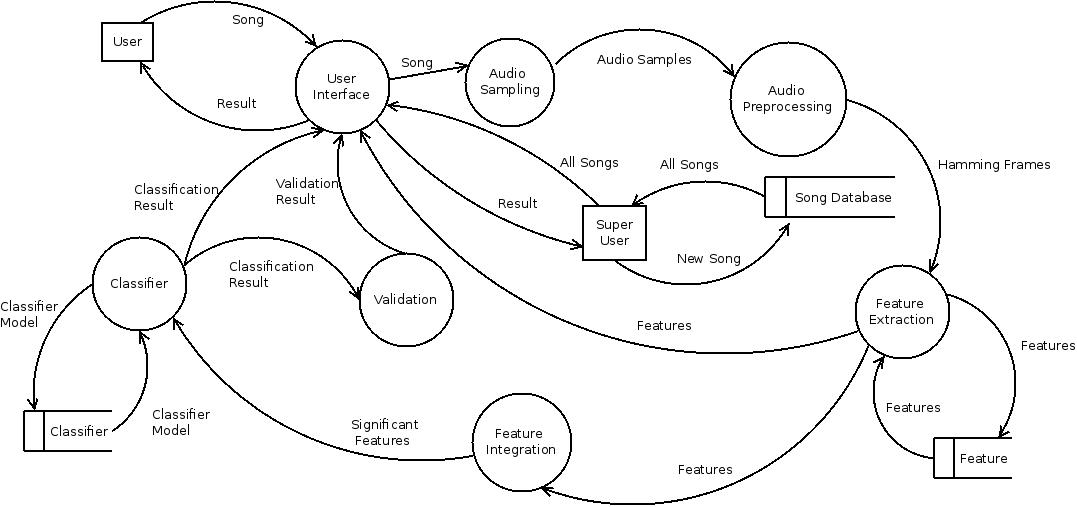 Song
User
Result
User
Interface
Song
Audio
Sampling
Audio Samples
Audio
Preprocessing
Hamming Frames
All Songs
All Songs
Song Database
Classification
Result
Validation
Result
Result
Super
User
New Song
Classifier
Classification
Result
Validation
Classifier
Model
Features
Feature
Extraction
Features
Classifier
Classifier
Model
Significant
Features
Feature
Integration
Features
Features
Feature